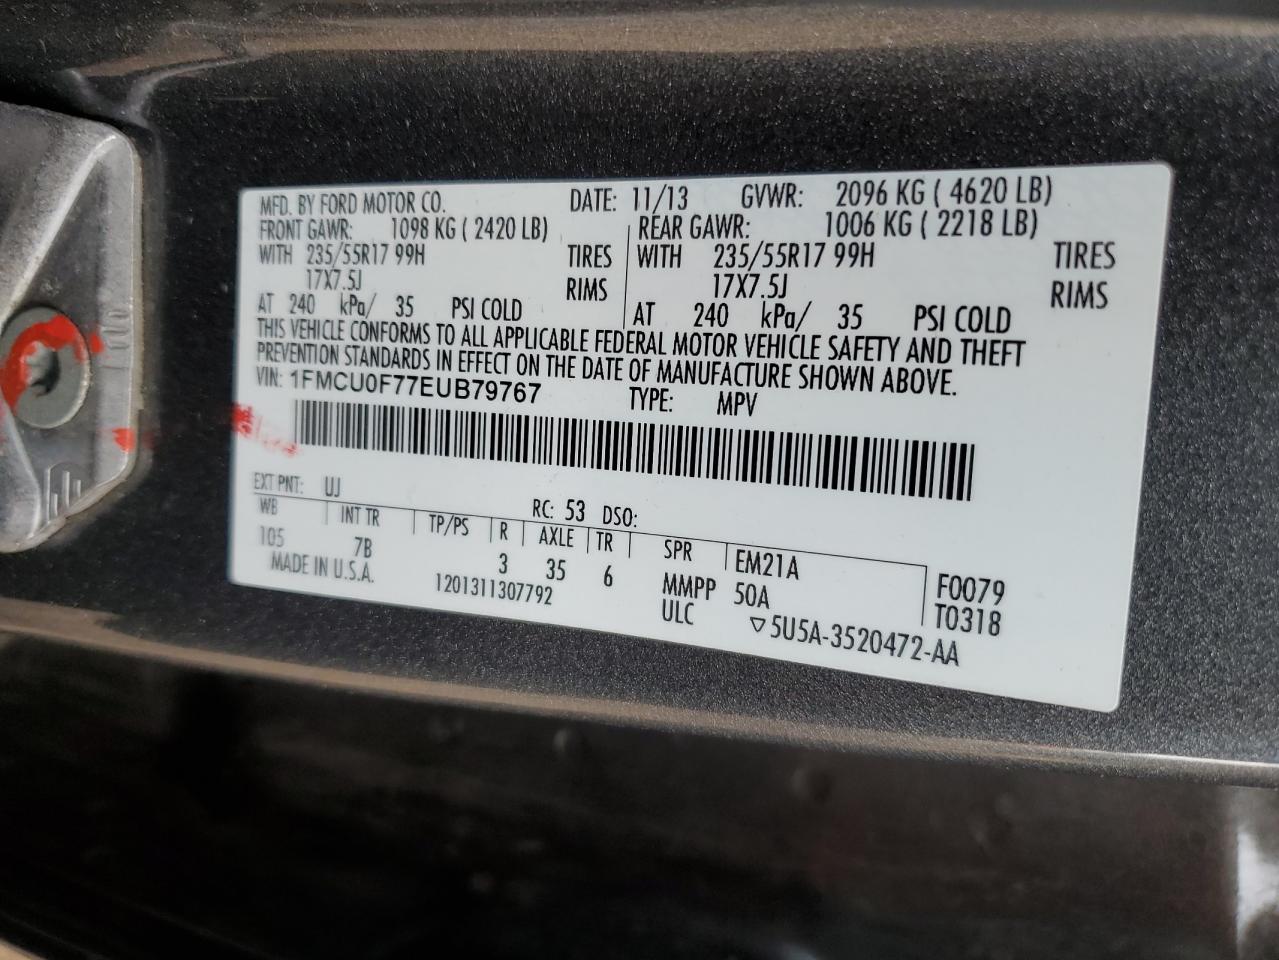 MFD. BY FORD MOTOR CO. DATE: 11/13 GVWR: 2096 KG ( 4620 LB)
FRONT GAWR: 1098 KG ( 2420 LB) REAR GAWR: 1006 KG ( 2218 LB)
WITH 235/55R17 99H TIRES WITH 235/55R17 99H TIRES
17X7.5J RIMS 17X7.5J RIMS
AT 240 kPa/ 35 PSI COLD AT 240 kPa/ 35 PSI COLD
THIS VEHICLE CONFORMS TO ALL APPLICABLE FEDERAL MOTOR VEHICLE SAFETY AND THEFT
PREVENTION STANDARDS IN EFFECT ON THE DATE OF MANUFACTURE SHOWN ABOVE.
VIN: 1FMCU0F77EUB79767 TYPE: MPV
EXT PNT: UJ RC: 53 DSO:
WB INT TR TP/PS R AXLE TR SPR EM21A F0079
105 7B 3 35 6 MMPP 50A T0318
MADE IN U.S.A. 1201311307792 ULC ▽5U5A-3520472-AA